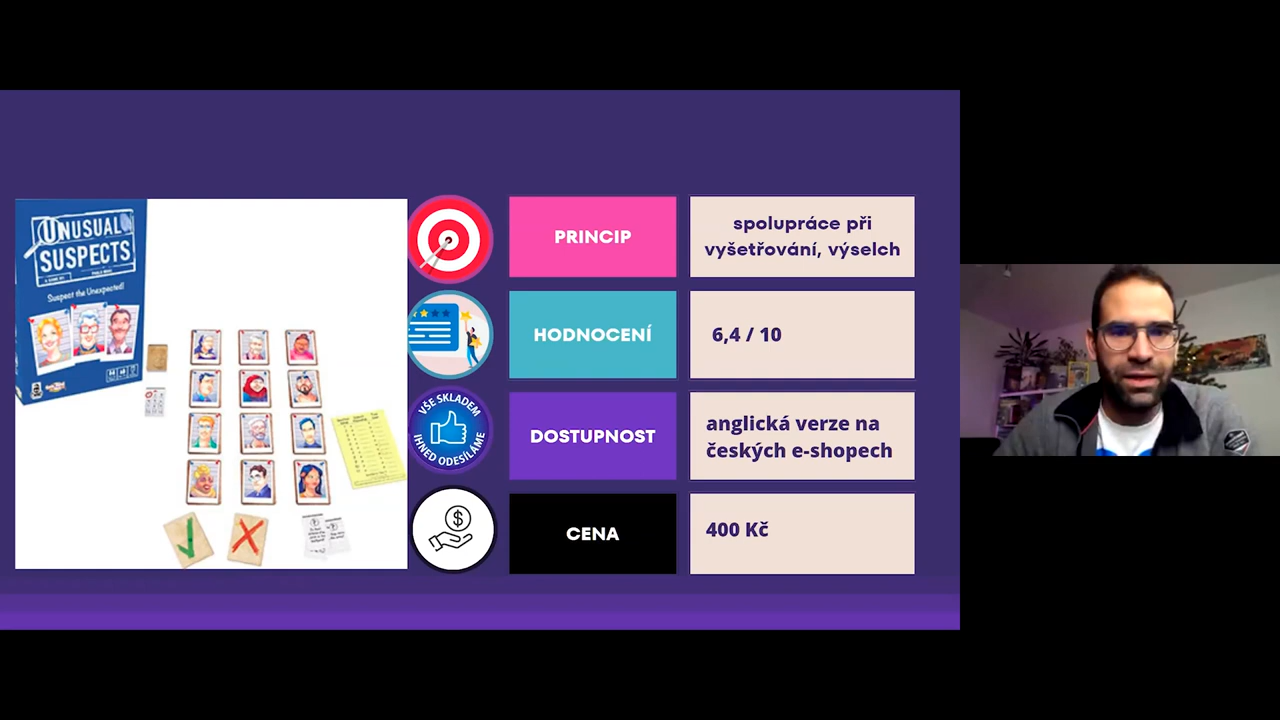 UNUSUAL
SUSPECTS
Suspect the Unexpected!
PRINCIP
spolupráce při
vyšetřování, výselch
HODNOCENÍ
6,4 / 10
VŠE SKLADEM
IHNED ODESÍLÁME
DOSTUPNOST
anglická verze na
českých e-shopech
$
CENA
400 Kč